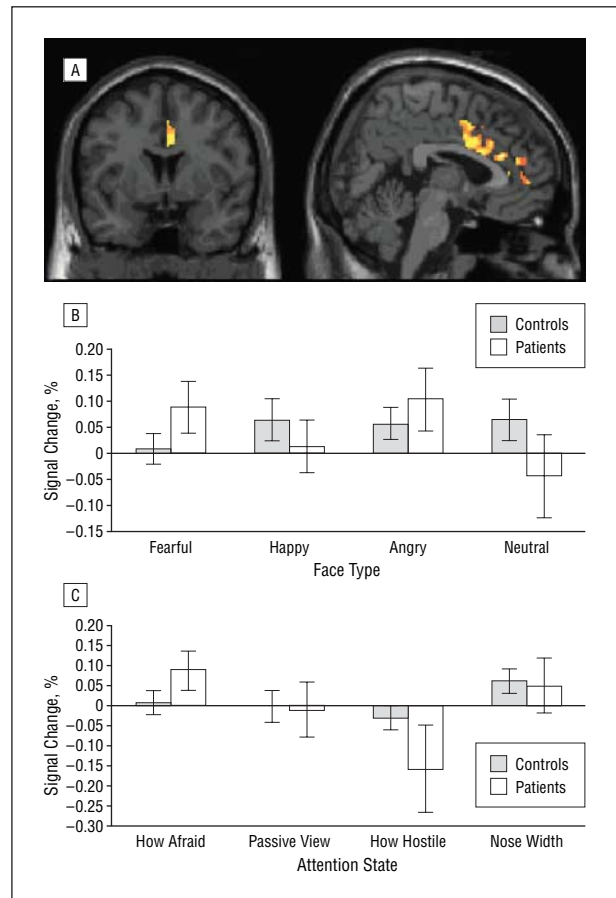 A
B
Controls
Patients
Signal Change, %
0.20
0.15
0.10
0.05
0
−0.05
−0.10
−0.15
Fearful Happy Angry Neutral
Face Type
C
Signal Change, %
0.20
0.15
0.10
0.05
0
−0.05
−0.10
−0.15
−0.20
−0.25
−0.30
Controls
Patients
How Afraid Passive View How Hostile Nose Width
Attention State